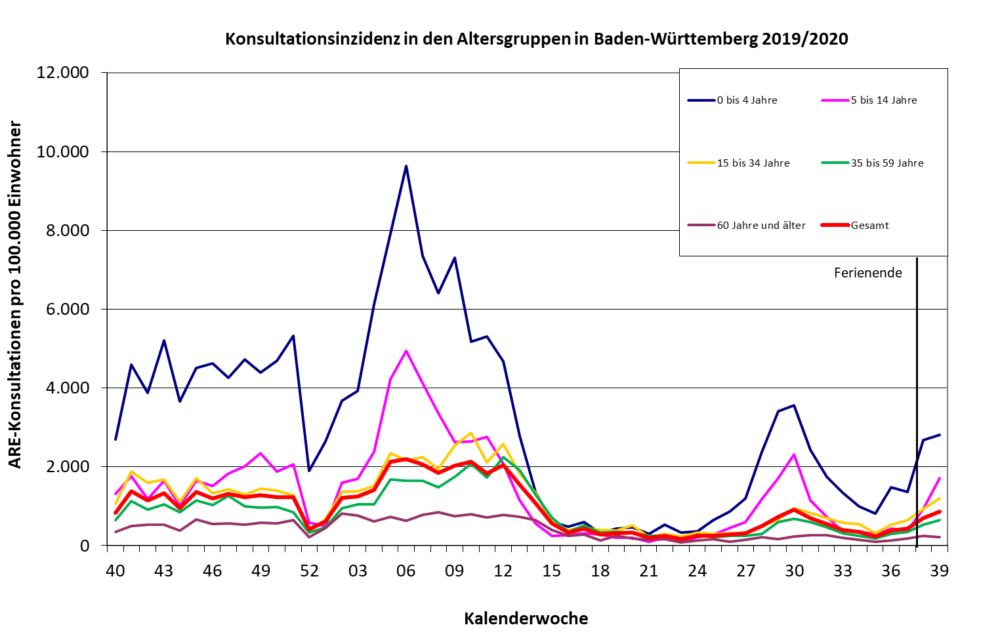 Konsultationsinzidenz in den Altersgruppen in Baden-Württemberg 2019/2020
ARE-Konsultationen pro 100.000 Einwohner
12.000
10.000
8.000
6.000
4.000
2.000
0
0 bis 4 Jahre
5 bis 14 Jahre
15 bis 34 Jahre
35 bis 59 Jahre
60 Jahre und älter
Gesamt
Ferienende
40 43 46 49 52 03 06 09 12 15 18 21 24 27 30 33 36 39
Kalenderwoche